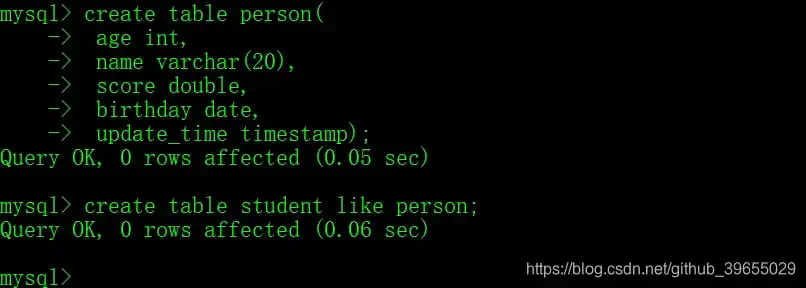 mysql> create table person(
    -> age int,
    -> name varchar(20),
    -> score double,
    -> birthday date,
    -> update_time timestamp);
Query OK, 0 rows affected (0.05 sec)
mysql> create table student like person;
Query OK, 0 rows affected (0.06 sec)
mysql>
https://blog.csdn.net/github_39655029